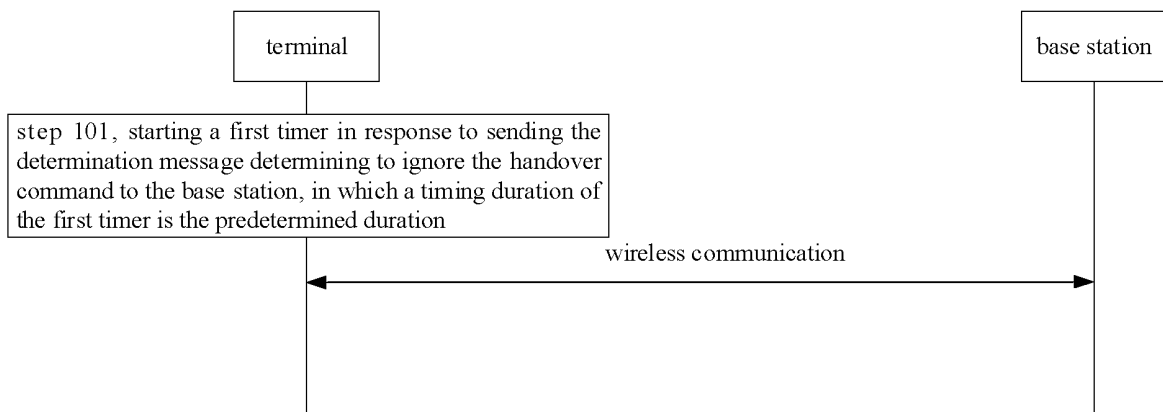 terminal
base station
step 101, starting a first timer in response to sending the
determination message determining to ignore the handover
command to the base station, in which a timing duration of
the first timer is the predetermined duration
wireless communication